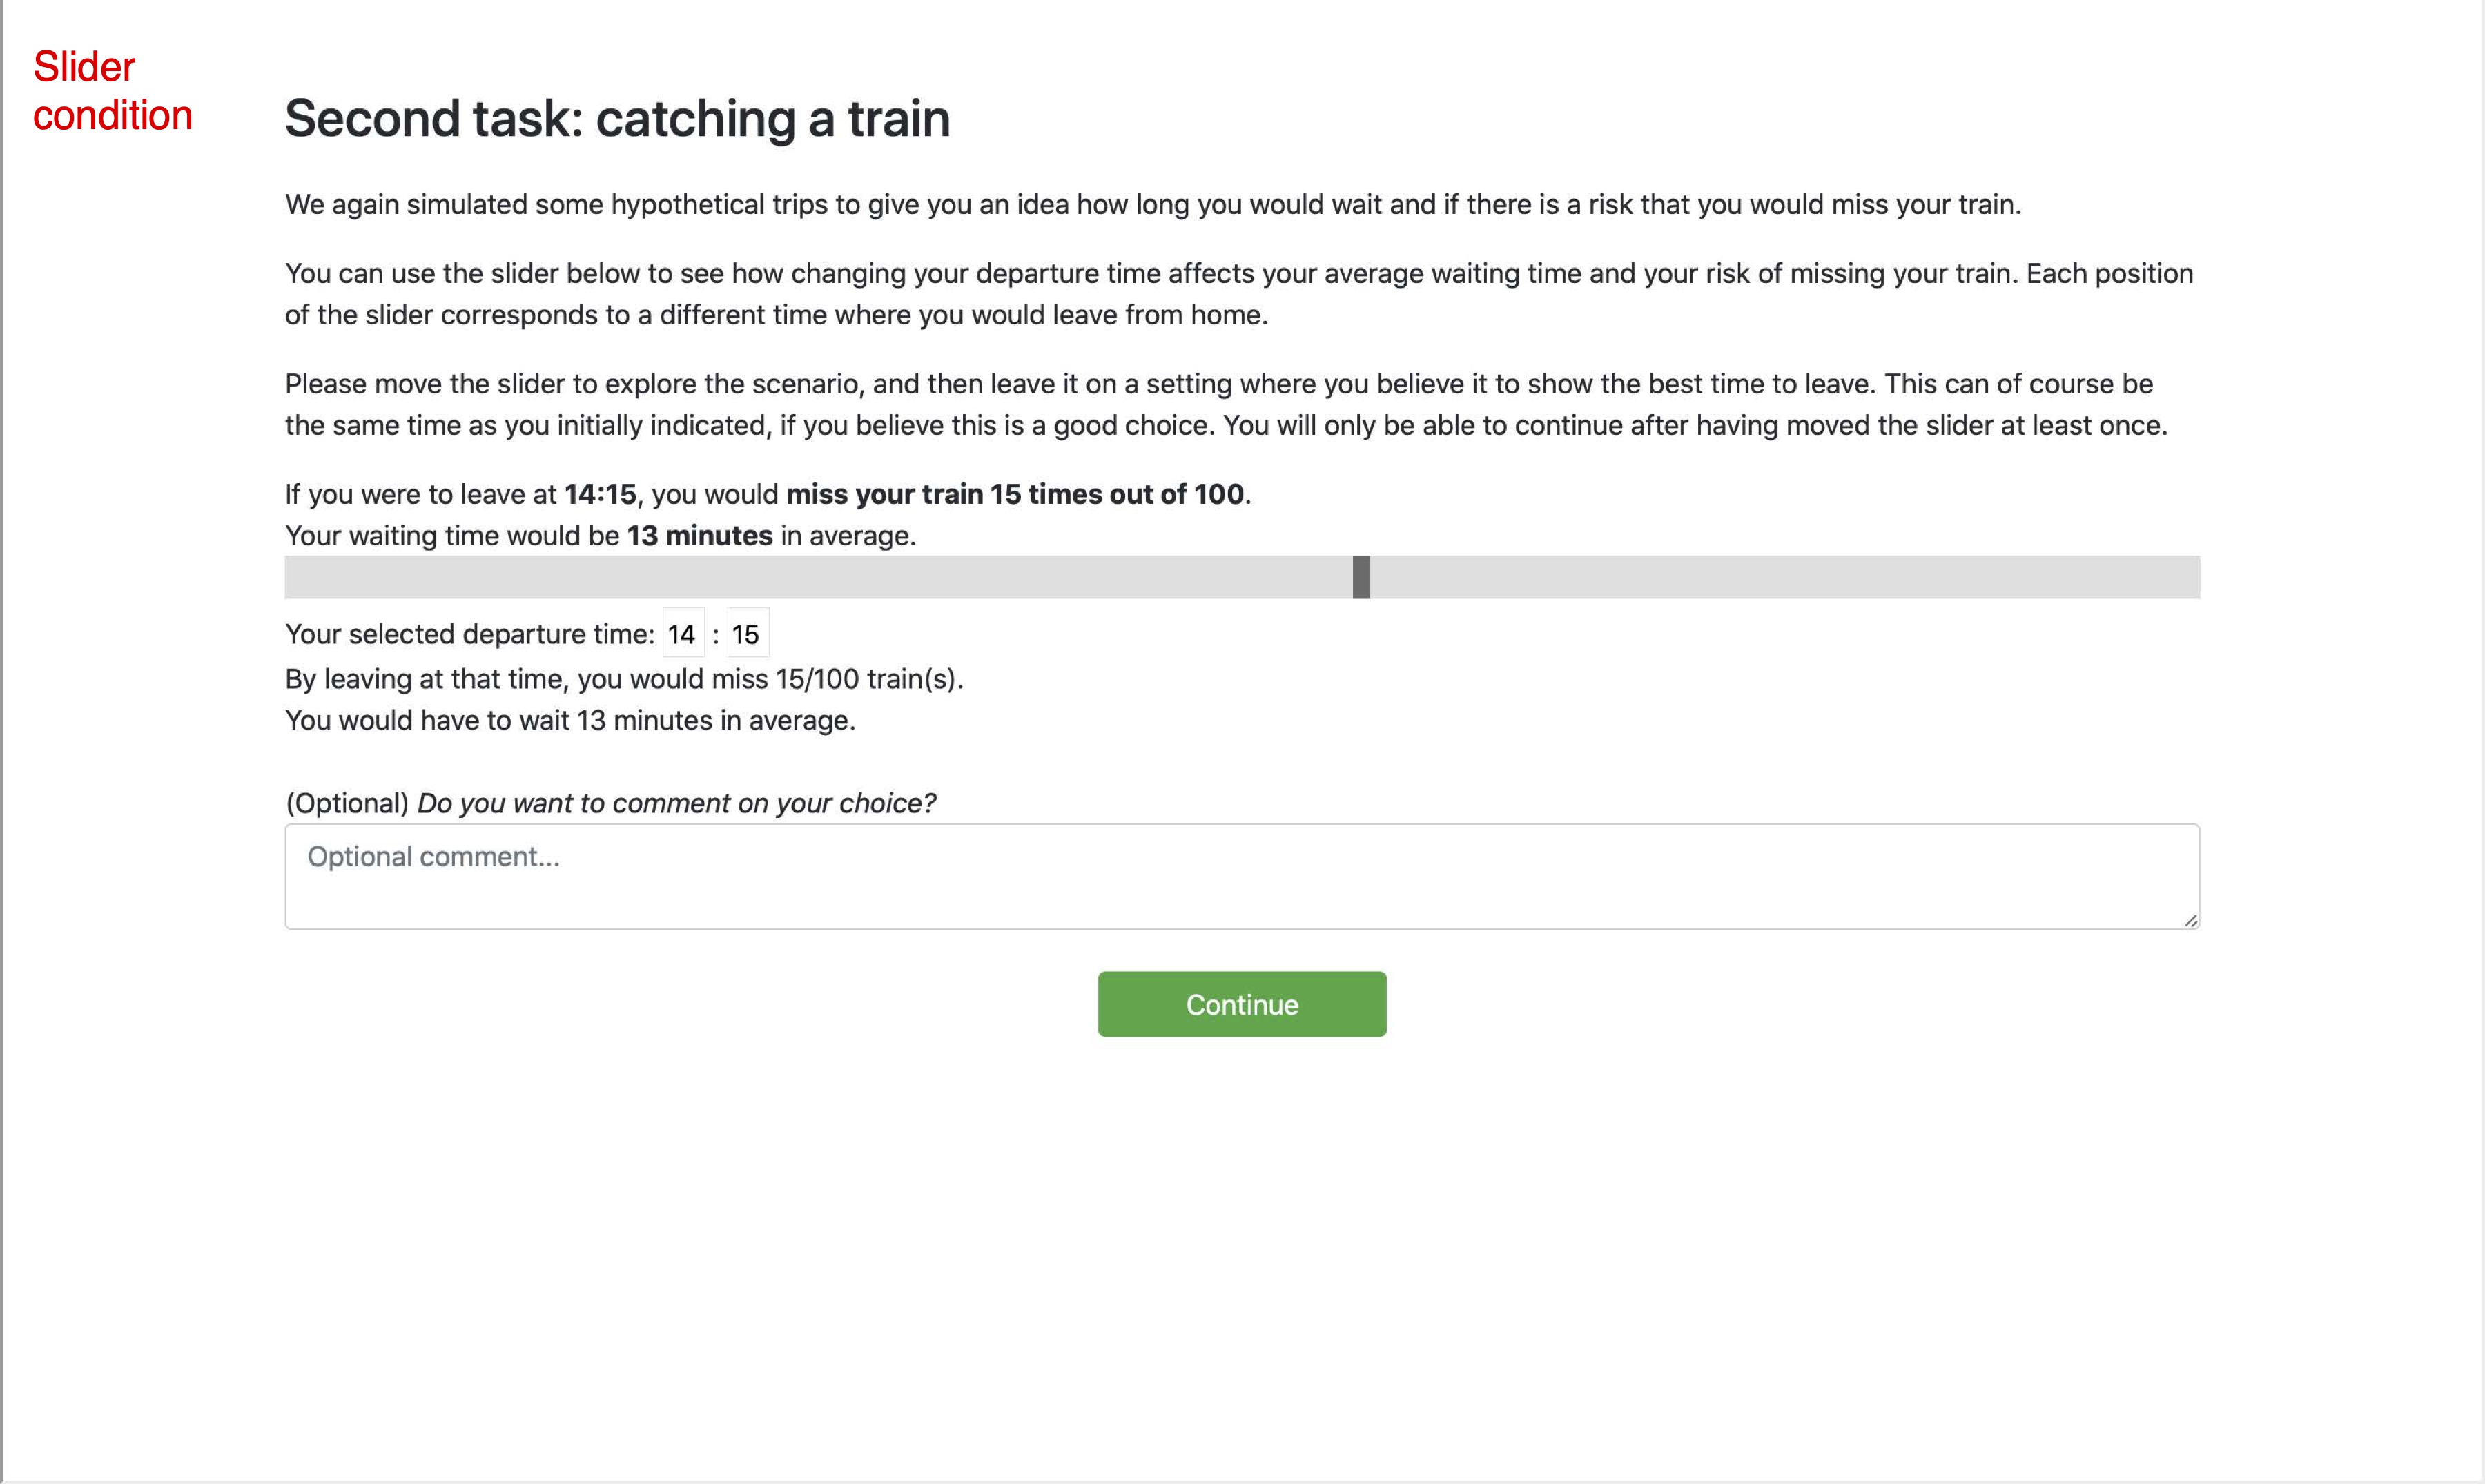 Slider
condition
Second task: catching a train
We again simulated some hypothetical trips to give you an idea how long you would wait and if there is a risk that you would miss your train.
You can use the slider below to see how changing your departure time affects your average waiting time and your risk of missing your train. Each position
of the slider corresponds to a different time where you would leave from home.
Please move the slider to explore the scenario, and then leave it on a setting where you believe it to show the best time to leave. This can of course be
the same time as you initially indicated, if you believe this is a good choice. You will only be able to continue after having moved the slider at least once.
If you were to leave at 14:15, you would miss your train 15 times out of 100.
Your waiting time would be 13 minutes in average.
Your selected departure time: 14 : 15
By leaving at that time, you would miss 15/100 train(s).
You would have to wait 13 minutes in average.
(Optional) Do you want to comment on your choice?
Optional comment...
Continue